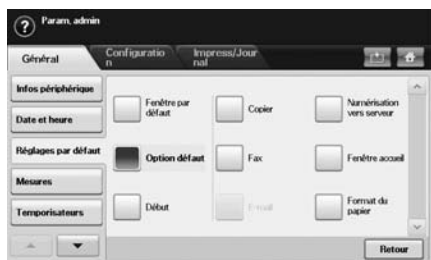 ? Param, admin
Général
Configuratio
n
Impress/Jour
nal
Infos périphérique
Date et heure
Réglages par défaut
Mesures
Temporisateurs
Fenêtre par
défaut
Copier
Numérisation
vers serveur
Option défaut
Fax
Fenêtre accueil
Début
E-mail
Format du
papier
Retour